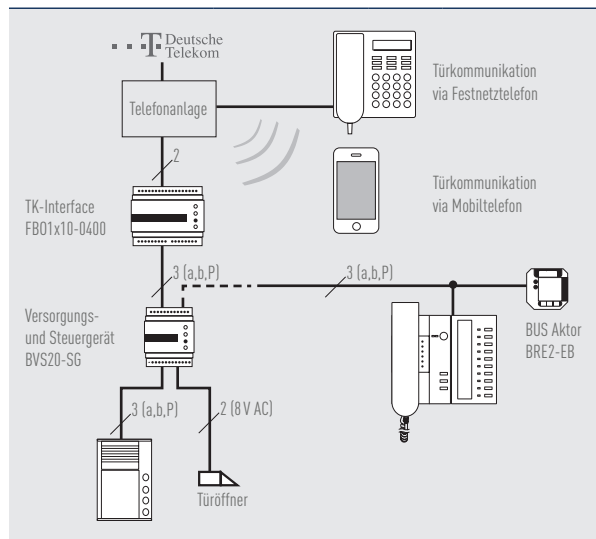 Deutsche
Telekom
Telefonanlage
Türkommunikation
via Festnetztelefon
2
Türkommunikation
via Mobiltelefon
TK-Interface
FB01x10-0400
3 (a,b,P)
3 (a,b,P)
Versorgungs-
und Steuergerät
BVS20-SG
BUS Aktor
BRE2-EB
3 (a,b,P)
2 (8 V AC)
Türöffner